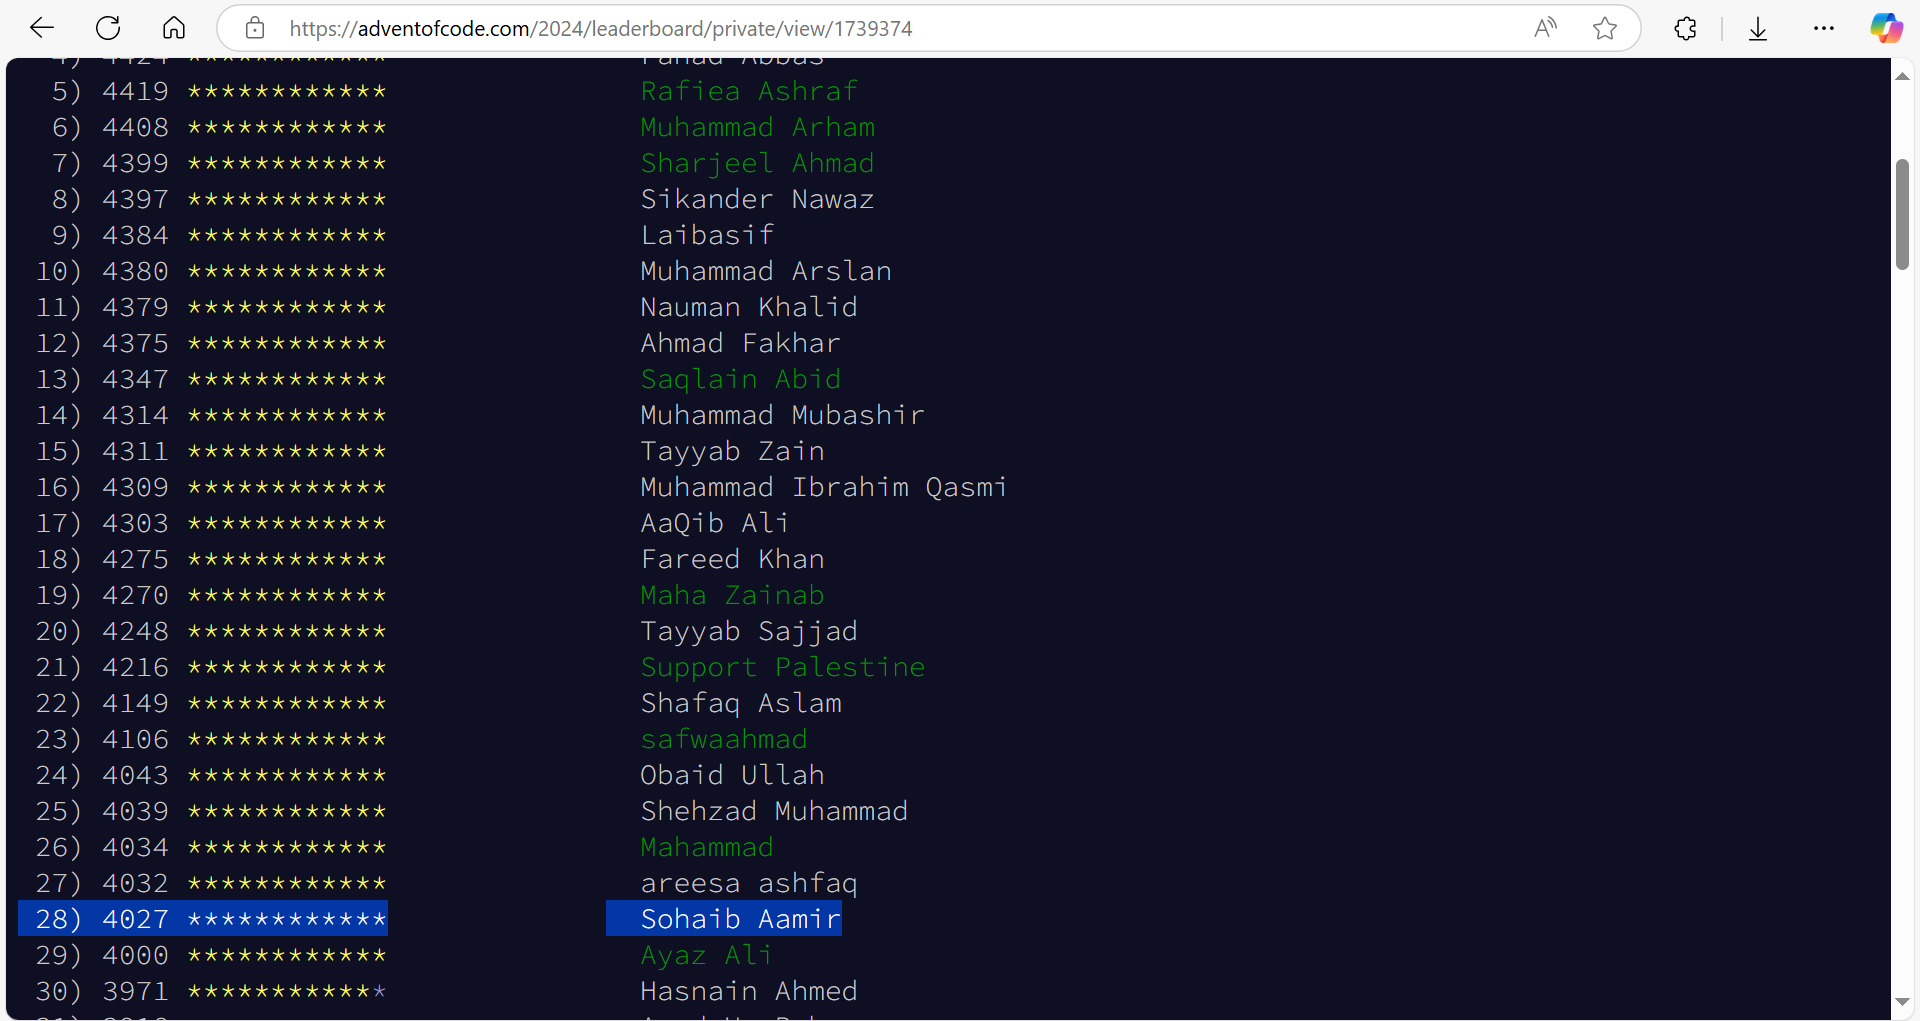 https://adventofcode.com/2024/leaderboard/private/view/1739374
4) 4424 ************ Fahad Abbas
5) 4419 ************ Rafiea Ashraf
6) 4408 ************ Muhammad Arham
7) 4399 ************ Sharjeel Ahmad
8) 4397 ************ Sikander Nawaz
9) 4384 ************ Laibasif
10) 4380 ************ Muhammad Arslan
11) 4379 ************ Nauman Khalid
12) 4375 ************ Ahmad Fakhar
13) 4347 ************ Saqlain Abid
14) 4314 ************ Muhammad Mubashir
15) 4311 ************ Tayyab Zain
16) 4309 ************ Muhammad Ibrahim Qasmi
17) 4303 ************ AaQib Ali
18) 4275 ************ Fareed Khan
19) 4270 ************ Maha Zainab
20) 4248 ************ Tayyab Sajjad
21) 4216 ************ Support Palestine
22) 4149 ************ Shafaq Aslam
23) 4106 ************ safwaahmad
24) 4043 ************ Obaid Ullah
25) 4039 ************ Shehzad Muhammad
26) 4034 ************ Mahammad
27) 4032 ************ areesa ashfaq
28) 4027 ************ Sohaib Aamir
29) 4000 ************ Ayaz Ali
30) 3971 ************ Hasnain Ahmed